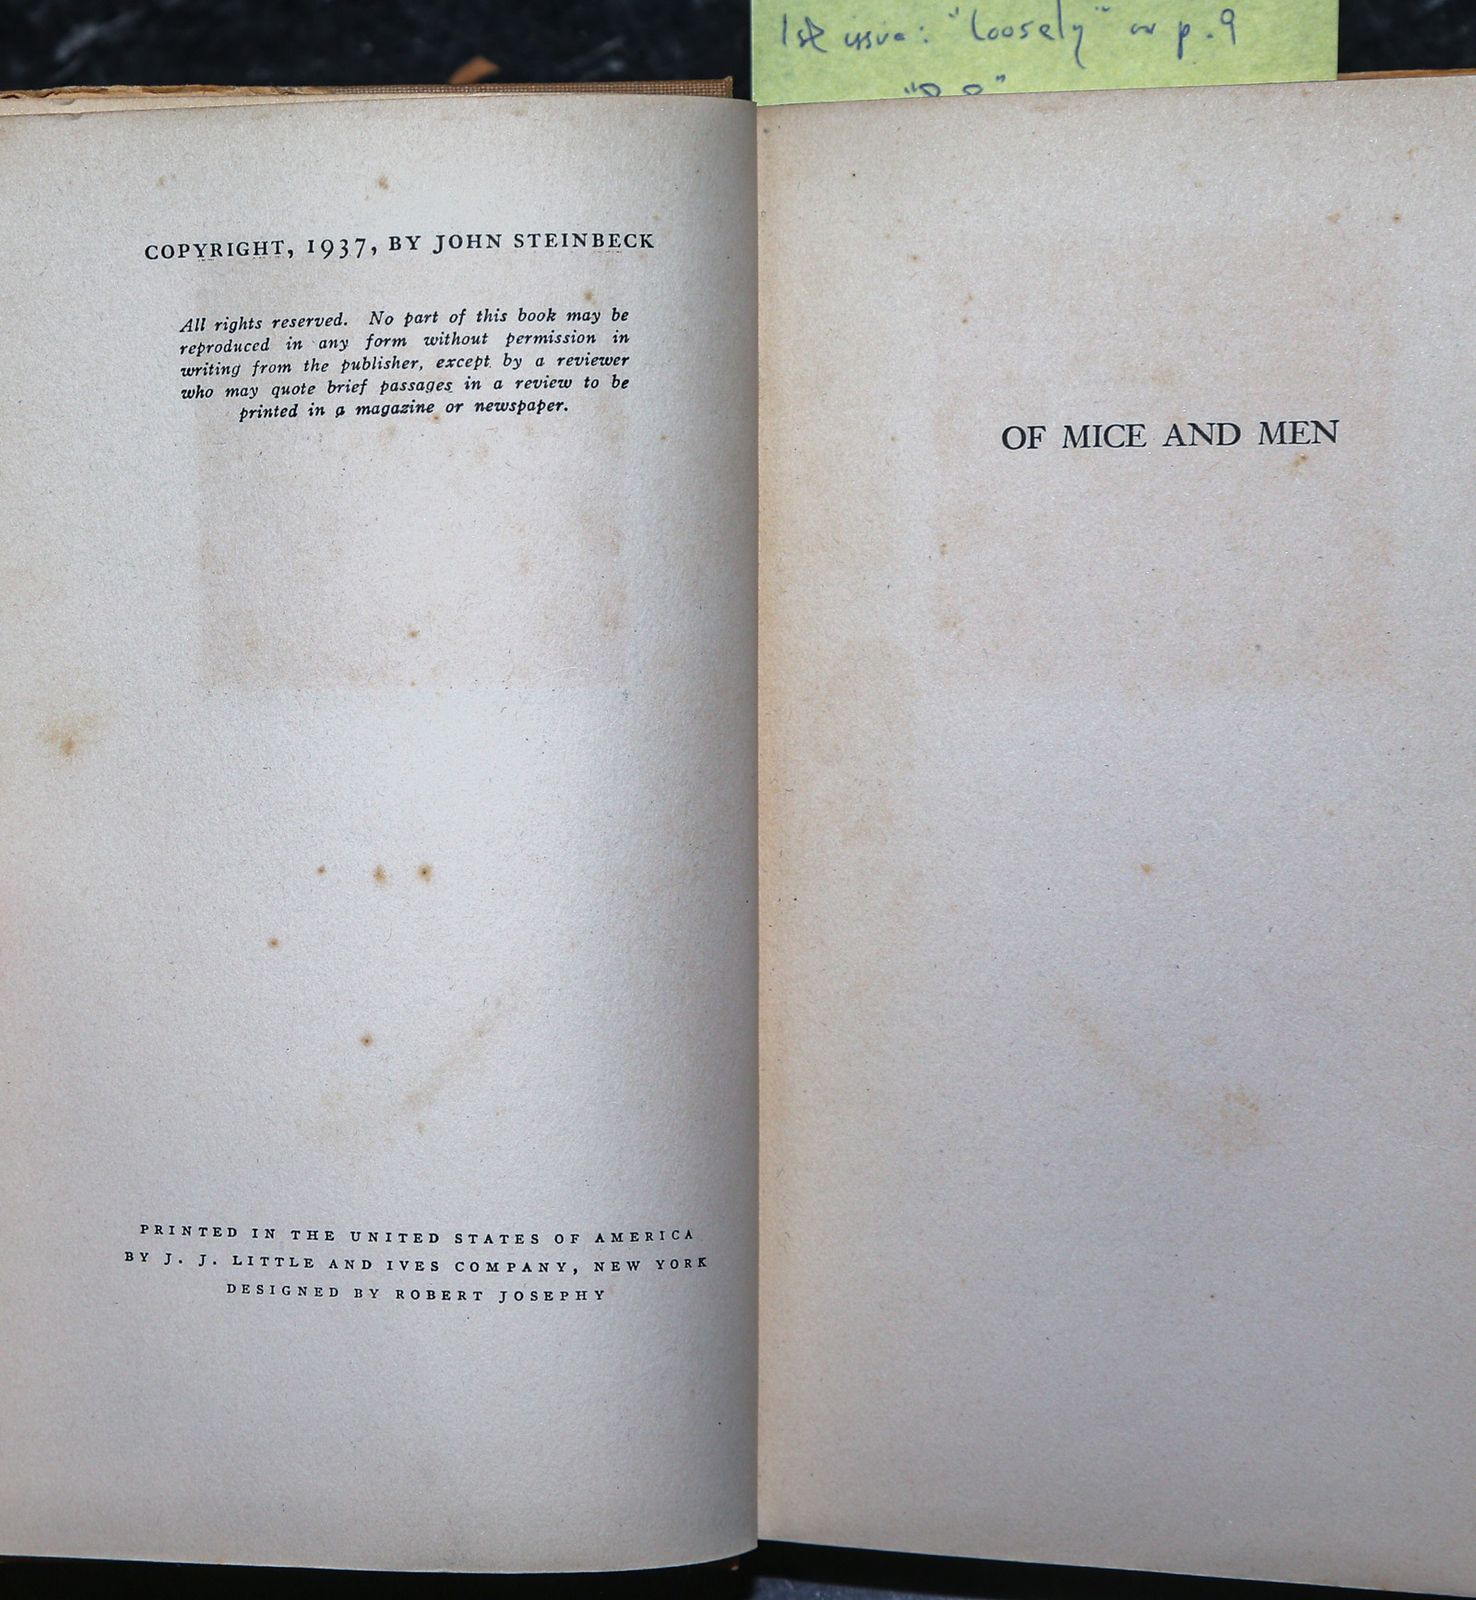 1st issue: "loosely" on p. 9
COPYRIGHT, 1937, BY JOHN STEINBECK
All rights reserved. No part of this book may be
reproduced in any form without permission in
writing from the publisher, except by a reviewer
who may quote brief passages in a review to be
printed in a magazine or newspaper.
PRINTED IN THE UNITED STATES OF AMERICA
BY J. J. LITTLE AND IVES COMPANY, NEW YORK
DESIGNED BY ROBERT JOSEPHY
OF MICE AND MEN